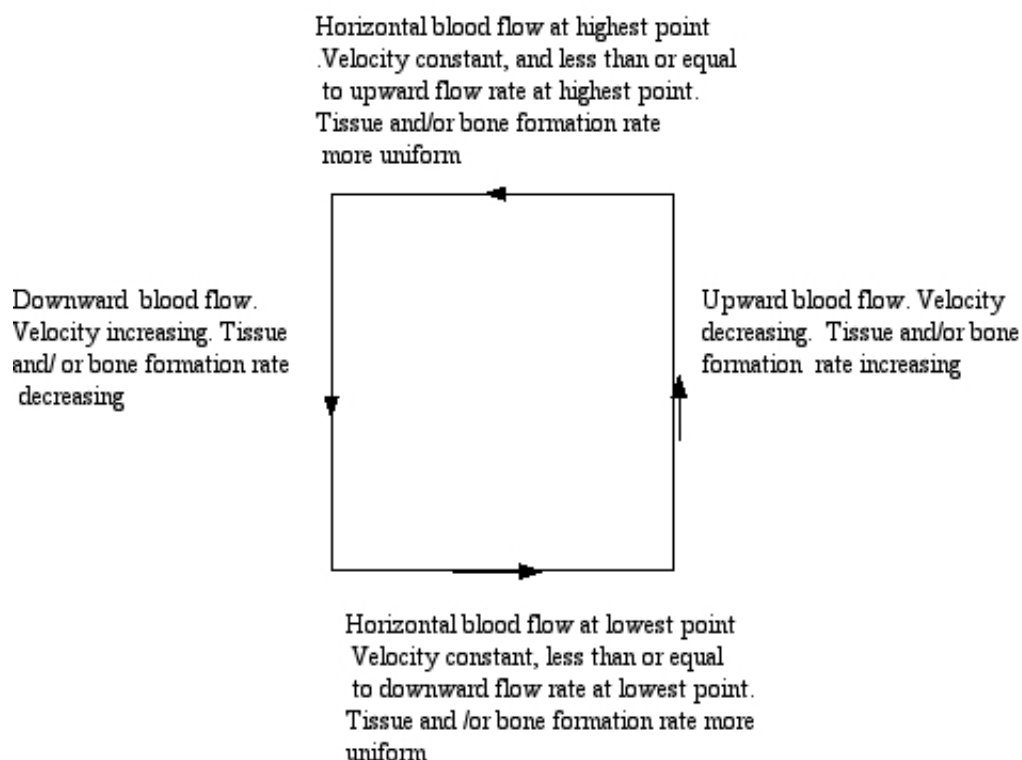 Horizontal blood flow at highest point
.Velocity constant, and less than or equal
to upward flow rate at highest point.
Tissue and/or bone formation rate
more uniform
Downward blood flow.
Velocity increasing. Tissue
and/ or bone formation rate
decreasing
Upward blood flow. Velocity
decreasing. Tissue and/or bone
formation rate increasing
Horizontal blood flow at lowest point
Velocity constant, less than or equal
to downward flow rate at lowest point.
Tissue and /or bone formation rate more
uniform